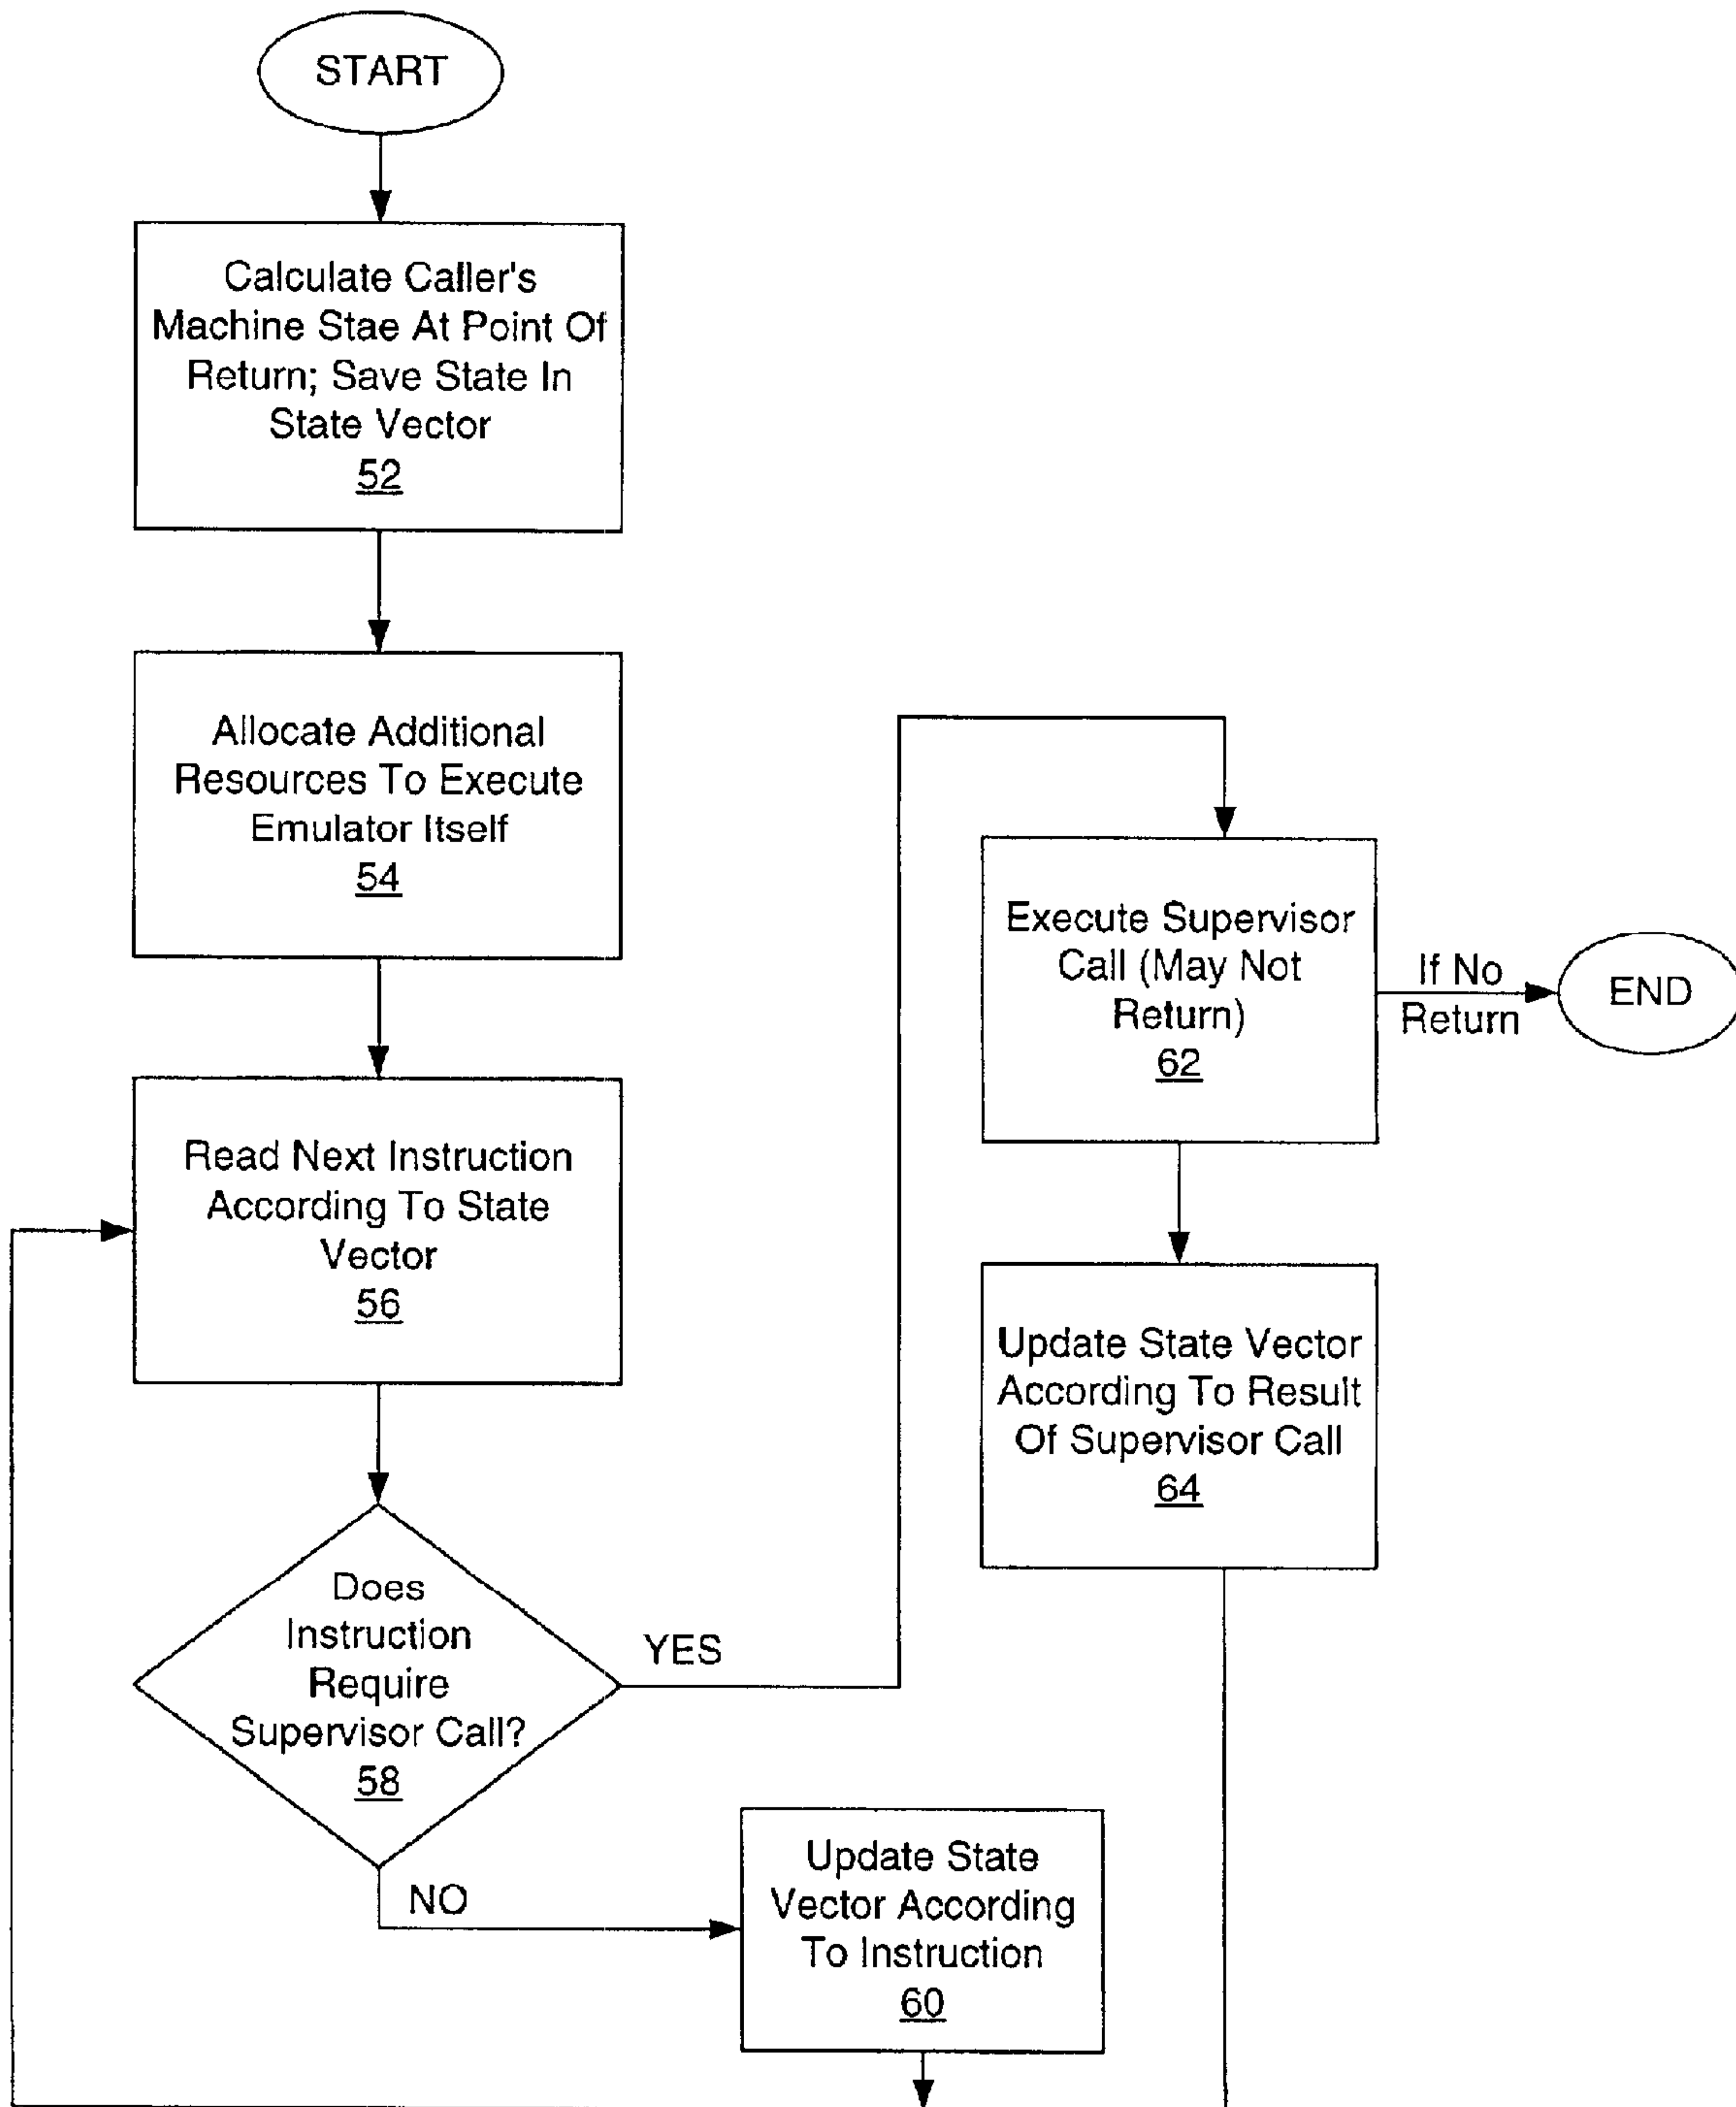 START
Calculate Caller's
Machine Stae At Point Of
Return; Save State In
State Vector
52
Allocate Additional
Resources To Execute
Emulator Itself
54
Read Next Instruction
According To State
Vector
56
Does
Instruction
Require
Supervisor Call?
58
YES
NO
Update State
Vector According
To Instruction
60
Execute Supervisor
Call (May Not
Return)
62
If No
Return
END
Update State Vector
According To Result
Of Supervisor Call
64